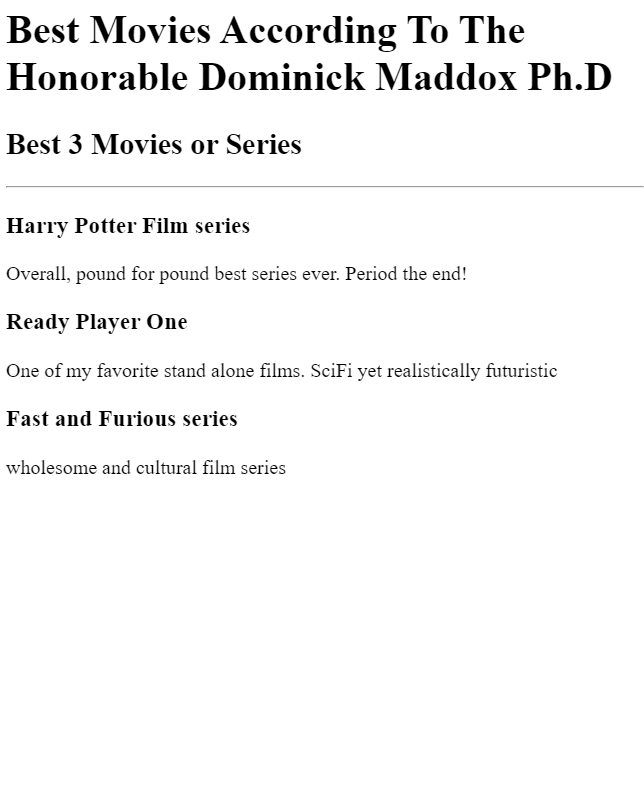 Best Movies According To The
Honorable Dominick Maddox Ph.D
Best 3 Movies or Series
Harry Potter Film series
Overall, pound for pound best series ever. Period the end!
Ready Player One
One of my favorite stand alone films. SciFi yet realistically futuristic
Fast and Furious series
wholesome and cultural film series